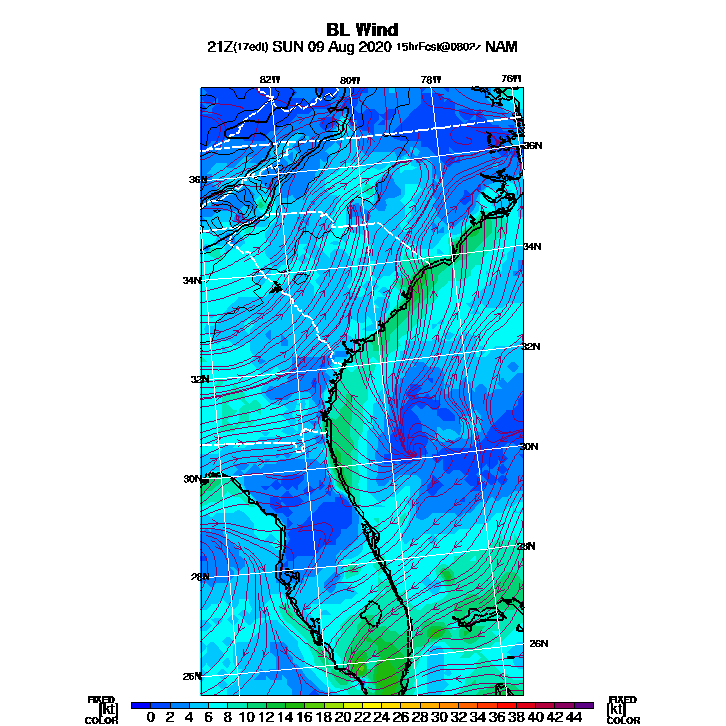 BL Wind
21Z(17edt) SUN 09 Aug 2020 15hrFcst@0802z NAM
82W 80W 78W 76W
36N 36N
34N 34N
32N 32N
30N 30N
28N 28N
26N 26N
FIXED FIXED
[kt] 0 2 4 6 8 10 12 14 16 18 20 22 24 26 28 30 32 34 36 38 40 42 44 [kt]
COLOR COLOR